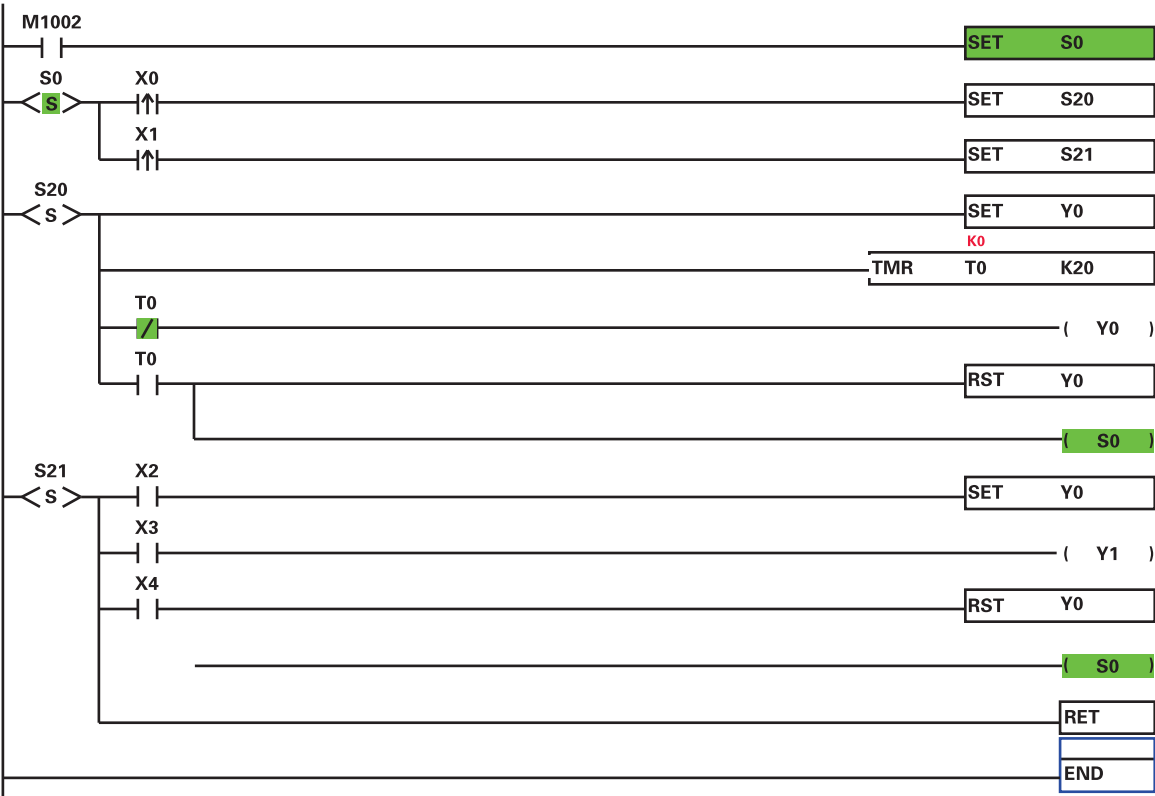 M1002
SET S0
S0 X0
S SET S20
X1
SET S21
S20
S SET Y0
K0
TMR T0 K20
T0
( Y0 )
T0
RST Y0
( S0 )
S21 X2
S SET Y0
X3
( Y1 )
X4
RST Y0
( S0 )
RET
END